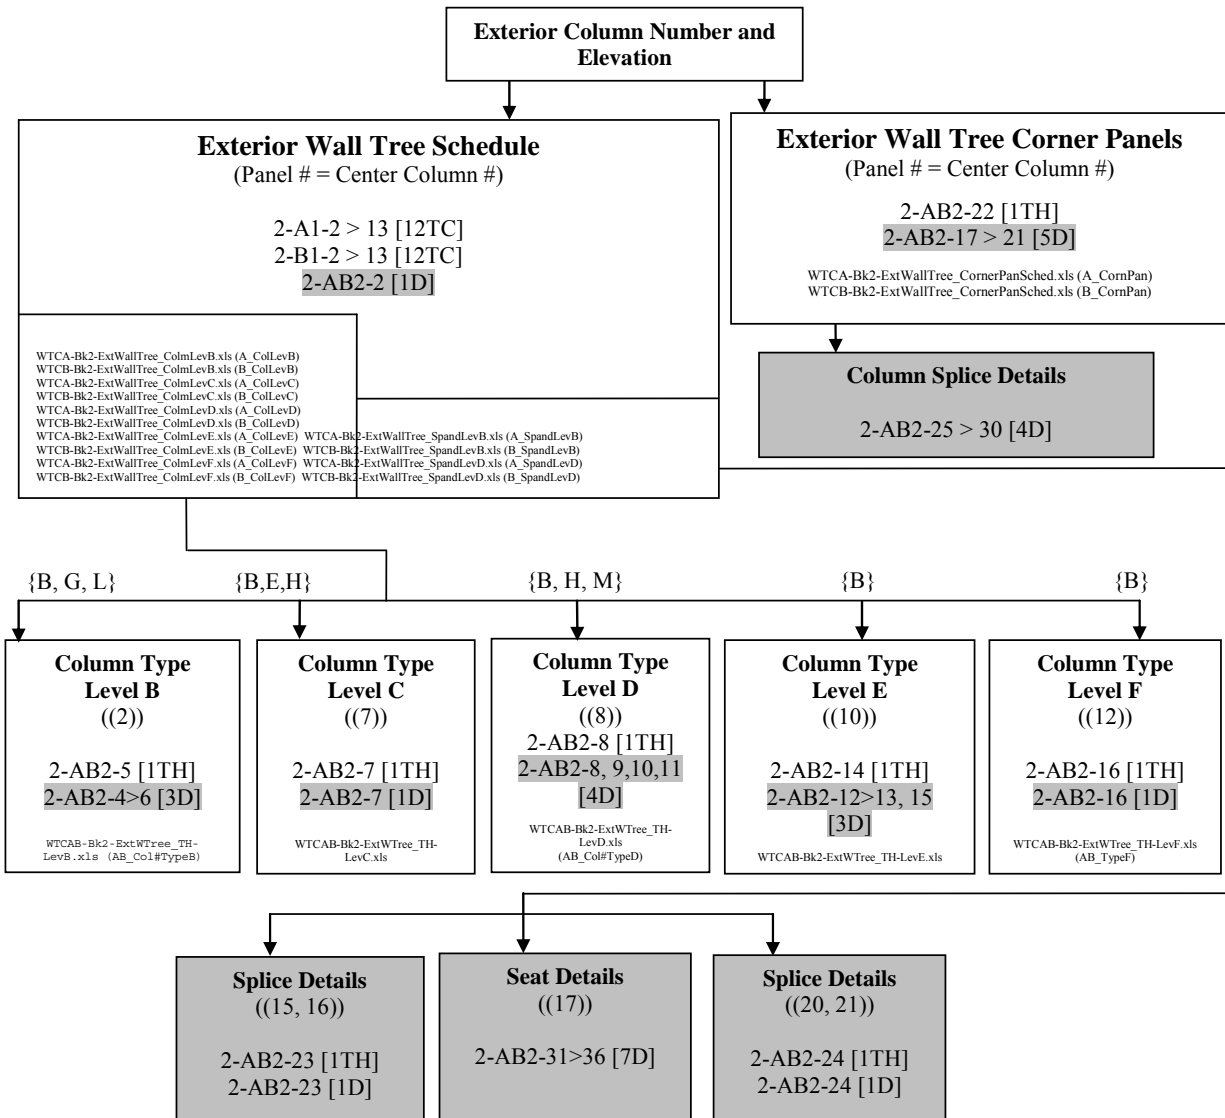 Exterior Column Number and
Elevation
Exterior Wall Tree Schedule
(Panel # = Center Column #)
2-A1-2 > 13 [12TC]
2-B1-2 > 13 [12TC]
2-AB2-2 [1D]
WTCA-Bk2-ExtWallTree_ColmLevB.xls (A_ColLevB)
WTCB-Bk2-ExtWallTree_ColmLevB.xls (B_ColLevB)
WTCA-Bk2-ExtWallTree_ColmLevC.xls (A_ColLevC)
WTCB-Bk2-ExtWallTree_ColmLevC.xls (B_ColLevC)
WTCA-Bk2-ExtWallTree_ColmLevD.xls (A_ColLevD)
WTCB-Bk2-ExtWallTree_ColmLevD.xls (B_ColLevD)
WTCA-Bk2-ExtWallTree_ColmLevE.xls (A_ColLevE) WTCA-Bk2-ExtWallTree_SpandLevB.xls (A_SpandLevB)
WTCB-Bk2-ExtWallTree_ColmLevE.xls (B_ColLevE) WTCB-Bk2-ExtWallTree_SpandLevB.xls (B_SpandLevB)
WTCA-Bk2-ExtWallTree_ColmLevF.xls (A_ColLevF) WTCA-Bk2-ExtWallTree_SpandLevD.xls (A_SpandLevD)
WTCB-Bk2-ExtWallTree_ColmLevF.xls (B_ColLevF) WTCB-Bk2-ExtWallTree_SpandLevD.xls (B_SpandLevD)
Exterior Wall Tree Corner Panels
(Panel # = Center Column #)
2-AB2-22 [1TH]
2-AB2-17 > 21 [5D]
WTCA-Bk2-ExtWallTree_CornerPanSched.xls (A_CornPan)
WTCB-Bk2-ExtWallTree_CornerPanSched.xls (B_CornPan)
Column Splice Details
2-AB2-25 > 30 [4D]
{B, G, L}
{B,E,H}
{B, H, M}
{B}
{B}
Column Type
Level B
((2))
2-AB2-5 [1TH]
2-AB2-4>6 [3D]
WTCAB-Bk2-ExtWTree_TH-
LevB.xls (AB_Col#TypeB)
Column Type
Level C
((7))
2-AB2-7 [1TH]
2-AB2-7 [1D]
WTCAB-Bk2-ExtWTree_TH-
LevC.xls
Column Type
Level D
((8))
2-AB2-8 [1TH]
2-AB2-8, 9,10,11
[4D]
WTCAB-Bk2-ExtWTree_TH-
LevD.xls
(AB_Col#TypeD)
Column Type
Level E
((10))
2-AB2-14 [1TH]
2-AB2-12>13, 15
[3D]
WTCAB-Bk2-ExtWTree_TH-LevE.xls
Column Type
Level F
((12))
2-AB2-16 [1TH]
2-AB2-16 [1D]
WTCAB-Bk2-ExtWTree_TH-LevF.xls
(AB_TypeF)
Splice Details
((15, 16))
2-AB2-23 [1TH]
2-AB2-23 [1D]
Seat Details
((17))
2-AB2-31>36 [7D]
Splice Details
((20, 21))
2-AB2-24 [1TH]
2-AB2-24 [1D]